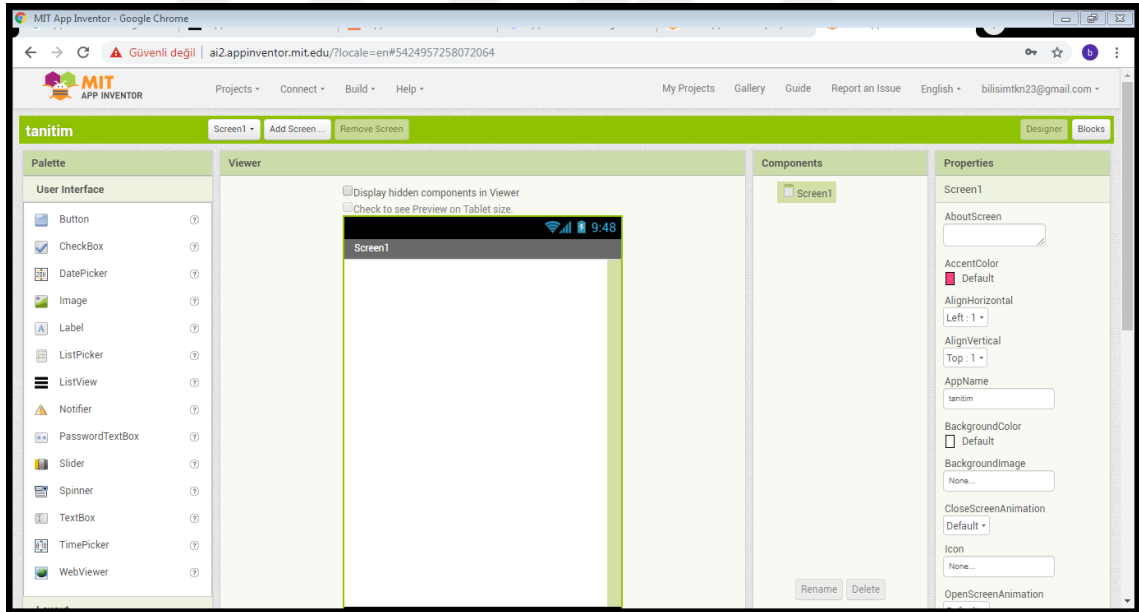 MIT App Inventor - Google Chrome
Güvenli değil | ai2.appinventor.mit.edu/?locale=en#5424957258072064
b
MIT
APP INVENTOR
Projects
Connect
Build
Help
My Projects
Gallery
Guide
Report an Issue
English
bilisimtkn23@gmail.com
tanitim
Screen1
Add Screen ...
Remove Screen
Designer
Blocks
Palette
User Interface
Button
CheckBox
DatePicker
Image
Label
ListPicker
ListView
Notifier
PasswordTextBox
Slider
Spinner
TextBox
TimePicker
WebViewer
Viewer
Display hidden components in Viewer
Check to see Preview on Tablet size.
9:48
Screen1
Components
Screen1
Rename
Delete
Properties
Screen1
AboutScreen
AccentColor
Default
AlignHorizontal
Left : 1
AlignVertical
Top : 1
AppName
tanitim
BackgroundColor
Default
BackgroundImage
None...
CloseScreenAnimation
Default
Icon
None...
OpenScreenAnimation